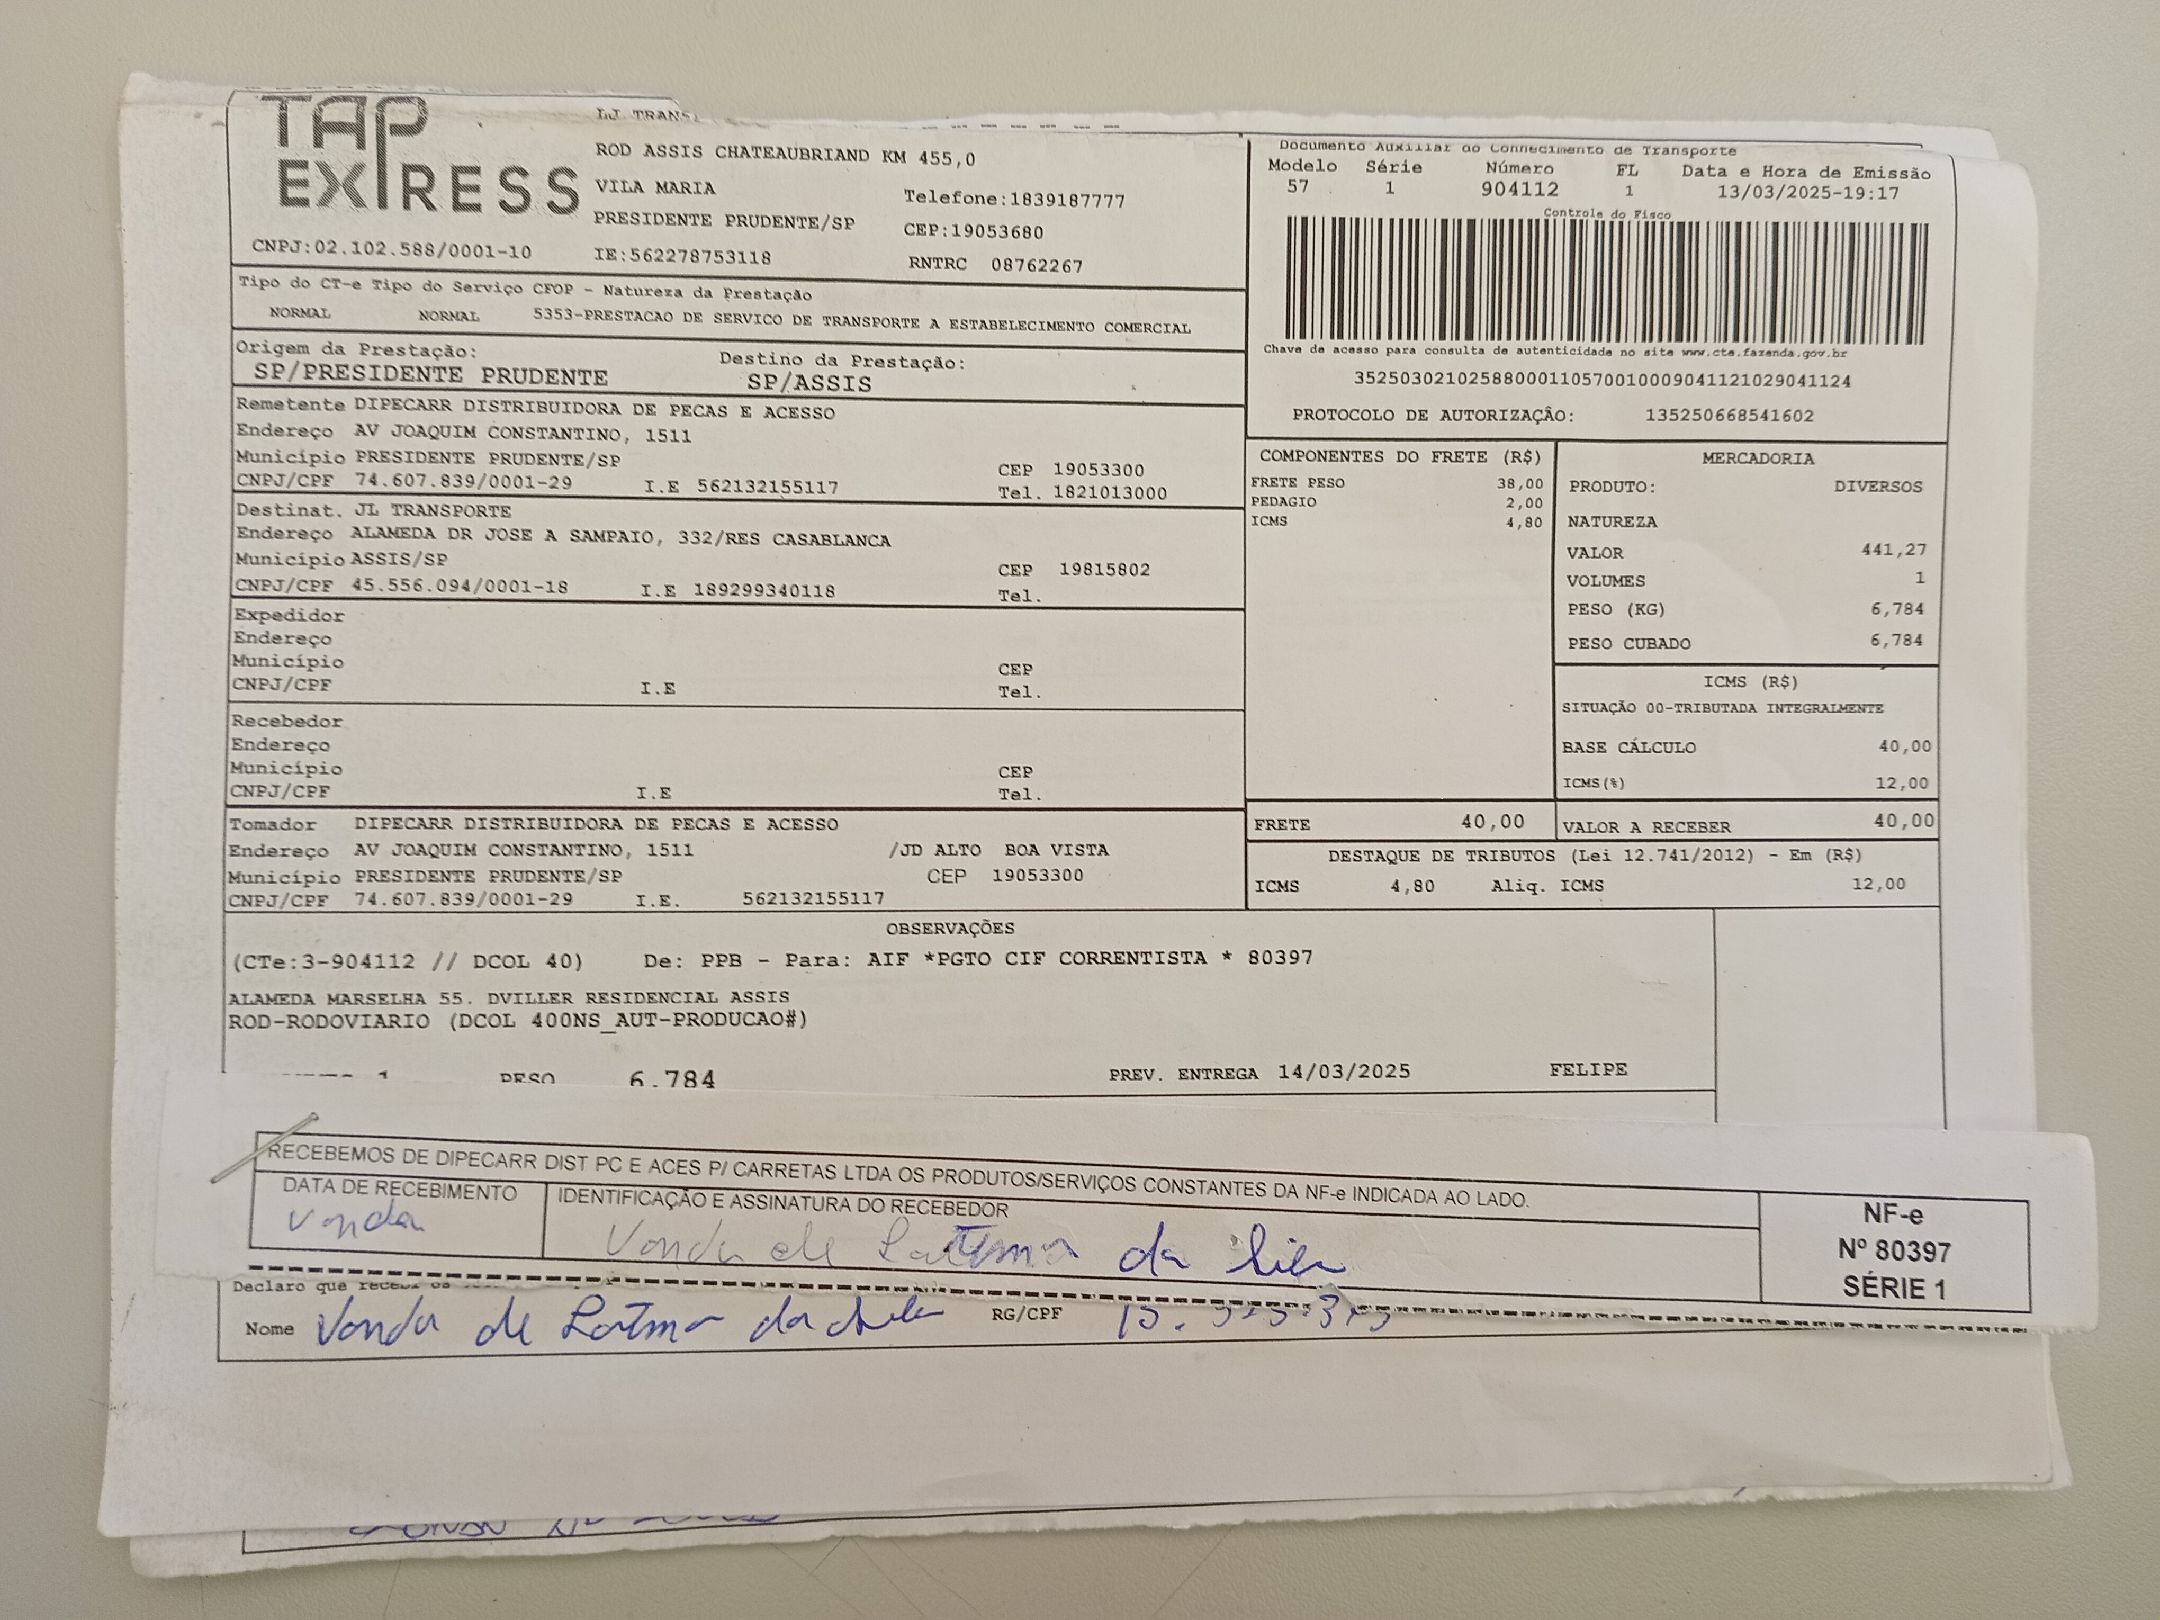 TAP EXPRESS
ROD ASSIS CHATEAUBRIAND KM 455,0
VILA MARIA
Telefone:1839187777
PRESIDENTE PRUDENTE/SP
CEP:19053680
CNPJ:02.102.588/0001-10
IE:562278753118
RNTRC 08762267
Documento Auxiliar do Conhecimento de Transporte
Modelo Série Número FL Data e Hora de Emissão
57 1 904112 1 13/03/2025-19:17
Controle do Fisco
Chave de acesso para consulta de autenticidade no site www.cte.fazenda.gov.br
35250302102588000110570010009041121029041124
PROTOCOLO DE AUTORIZAÇÃO: 135250668541602
Tipo do CT-e Tipo do Serviço CFOP - Natureza da Prestação
NORMAL NORMAL 5353-PRESTACAO DE SERVICO DE TRANSPORTE A ESTABELECIMENTO COMERCIAL
Origem da Prestação: Destino da Prestação:
SP/PRESIDENTE PRUDENTE SP/ASSIS
Remetente DIPECARR DISTRIBUIDORA DE PECAS E ACESSO
Endereço AV JOAQUIM CONSTANTINO, 1511
Município PRESIDENTE PRUDENTE/SP CEP 19053300
CNPJ/CPF 74.607.839/0001-29 I.E 562132155117 Tel. 1821013000
Destinat. JL TRANSPORTE
Endereço ALAMEDA DR JOSE A SAMPAIO, 332/RES CASABLANCA
Município ASSIS/SP CEP 19815802
CNPJ/CPF 45.556.094/0001-18 I.E 189299340118 Tel.
Expedidor
Endereço
Município CEP
CNPJ/CPF I.E Tel.
Recebedor
Endereço
Município CEP
CNPJ/CPF I.E Tel.
Tomador DIPECARR DISTRIBUIDORA DE PECAS E ACESSO
Endereço AV JOAQUIM CONSTANTINO, 1511 /JD ALTO BOA VISTA
Município PRESIDENTE PRUDENTE/SP CEP 19053300
CNPJ/CPF 74.607.839/0001-29 I.E. 562132155117
COMPONENTES DO FRETE (R$)
FRETE PESO 38,00
PEDAGIO 2,00
ICMS 4,80
MERCADORIA
PRODUTO: DIVERSOS
NATUREZA
VALOR 441,27
VOLUMES 1
PESO (KG) 6,784
PESO CUBADO 6,784
ICMS (R$)
SITUAÇÃO 00-TRIBUTADA INTEGRALMENTE
BASE CÁLCULO 40,00
ICMS(%) 12,00
FRETE 40,00 VALOR A RECEBER 40,00
DESTAQUE DE TRIBUTOS (Lei 12.741/2012) - Em (R$)
ICMS 4,80 Aliq. ICMS 12,00
OBSERVAÇÕES
(CTe:3-904112 // DCOL 40) De: PPB - Para: AIF *PGTO CIF CORRENTISTA * 80397
ALAMEDA MARSELHA 55. DVILLER RESIDENCIAL ASSIS
ROD-RODOVIARIO (DCOL 400NS_AUT-PRODUCAO#)
1 PESO 6.784 PREV. ENTREGA 14/03/2025 FELIPE
RECEBEMOS DE DIPECARR DIST PC E ACES P/ CARRETAS LTDA OS PRODUTOS/SERVIÇOS CONSTANTES DA NF-e INDICADA AO LADO.
DATA DE RECEBIMENTO IDENTIFICAÇÃO E ASSINATURA DO RECEBEDOR
Vonda Vonda de da
NF-e
Nº 80397
SÉRIE 1
Declaro que recebi os
Nome Vonda de da RG/CPF